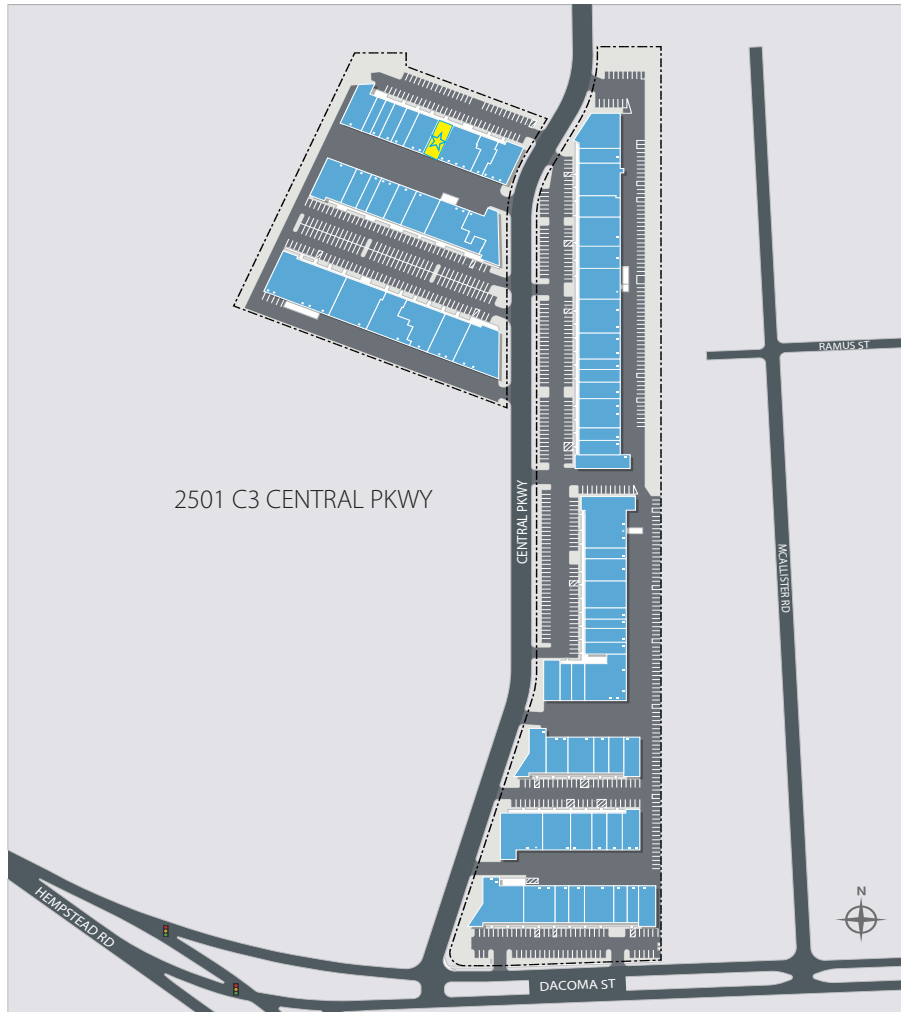 RAMUS ST
2501 C3 CENTRAL PKWY
CENTRAL PKWY
MCALLISTER RD
HEMPSTEAD RD
N
DACOMA ST